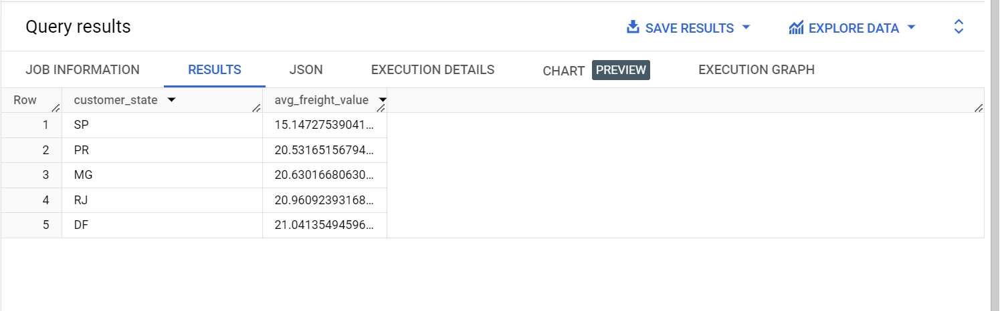 Query results SAVE RESULTS EXPLORE DATA
JOB INFORMATION RESULTS JSON EXECUTION DETAILS CHART PREVIEW EXECUTION GRAPH
Row customer_state avg_freight_value
1 SP 15.14727539041...
2 PR 20.53165156794...
3 MG 20.63016680630...
4 RJ 20.96092393168...
5 DF 21.04135494596...